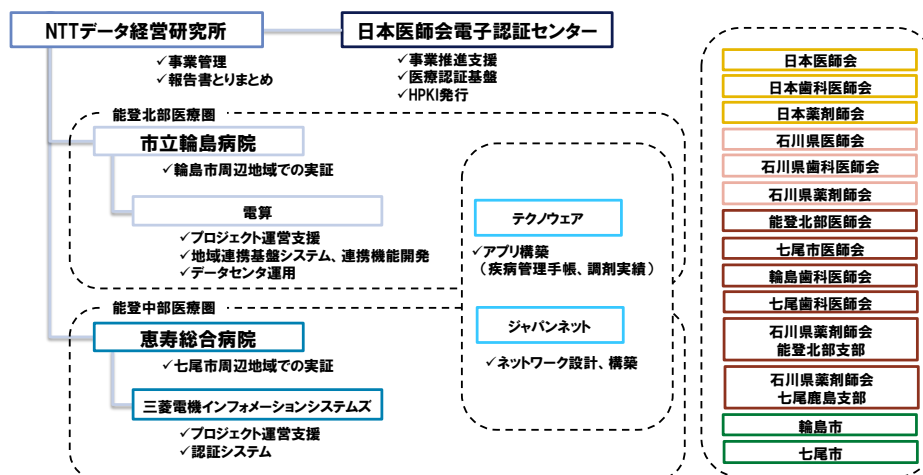 NTTデータ経営研究所
✓事業管理
✓報告書とりまとめ
日本医師会電子認証センター
✓事業推進支援
✓医療認証基盤
✓HPKI発行
能登北部医療圏
市立輪島病院
✓輪島市周辺地域での実証
電算
✓プロジェクト運営支援
✓地域連携基盤システム、連携機能開発
✓データセンタ運用
能登中部医療圏
恵寿総合病院
✓七尾市周辺地域での実証
三菱電機インフォメーションシステムズ
✓プロジェクト運営支援
✓認証システム
テクノウェア
✓アプリ構築
（疾病管理手帳、調剤実績）
ジャパンネット
✓ネットワーク設計、構築
日本医師会
日本歯科医師会
日本薬剤師会
石川県医師会
石川県歯科医師会
石川県薬剤師会
能登北部医師会
七尾市医師会
輪島歯科医師会
七尾歯科医師会
石川県薬剤師会
能登北部支部
石川県薬剤師会
七尾鹿島支部
輪島市
七尾市